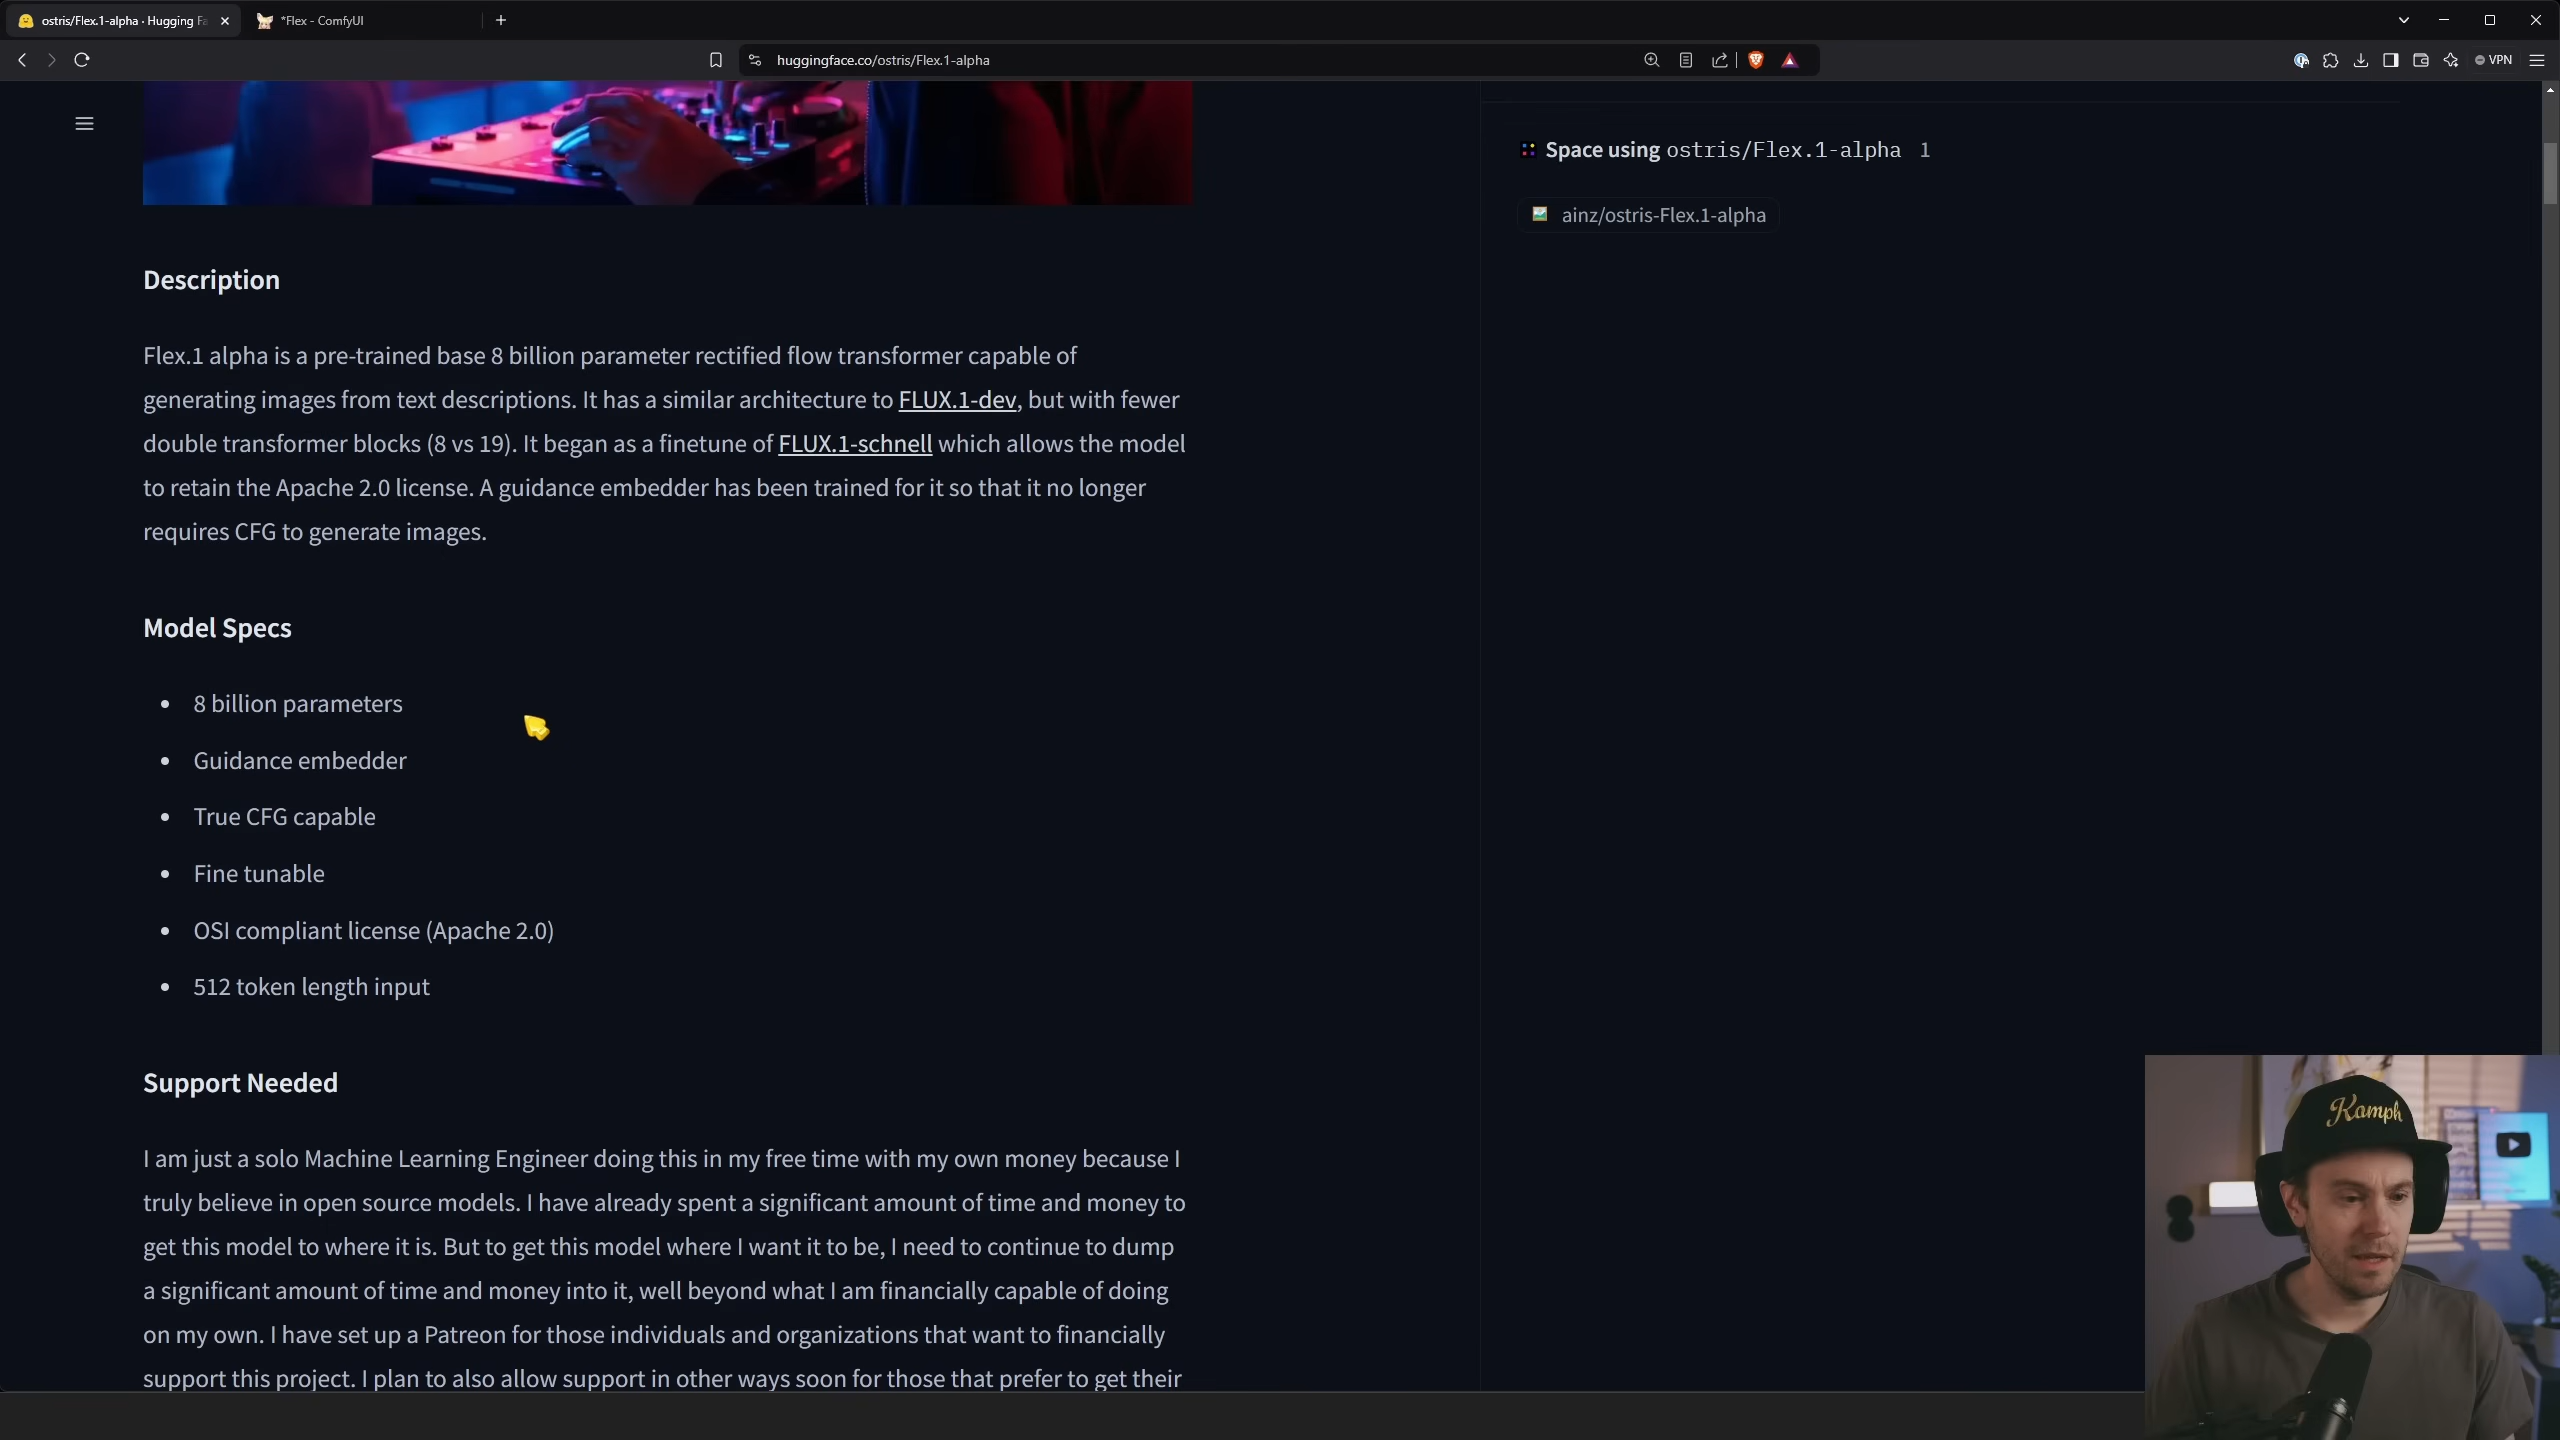 ostris/Flex.1-alpha · Hugging Fa
*Flex - ComfyUI
huggingface.co/ostris/Flex.1-alpha
VPN
Space using ostris/Flex.1-alpha 1
ainz/ostris-Flex.1-alpha
Description
Flex.1 alpha is a pre-trained base 8 billion parameter rectified flow transformer capable of
generating images from text descriptions. It has a similar architecture to FLUX.1-dev, but with fewer
double transformer blocks (8 vs 19). It began as a finetune of FLUX.1-schnell which allows the model
to retain the Apache 2.0 license. A guidance embedder has been trained for it so that it no longer
requires CFG to generate images.
Model Specs
• 8 billion parameters
• Guidance embedder
• True CFG capable
• Fine tunable
• OSI compliant license (Apache 2.0)
• 512 token length input
Support Needed
I am just a solo Machine Learning Engineer doing this in my free time with my own money because I
truly believe in open source models. I have already spent a significant amount of time and money to
get this model to where it is. But to get this model where I want it to be, I need to continue to dump
a significant amount of time and money into it, well beyond what I am financially capable of doing
on my own. I have set up a Patreon for those individuals and organizations that want to financially
support this project. I plan to also allow support in other ways soon for those that prefer to get their
Kamph